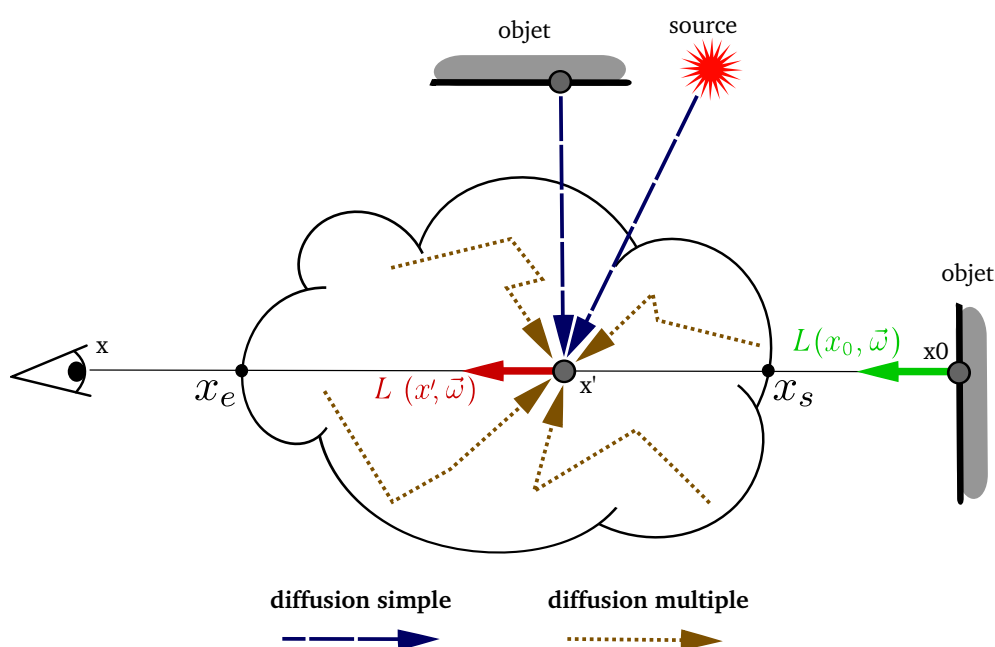 objet
source
objet
x
x0
L(x₀, ω⃗)
L (x', ω⃗)
x'
xₑ
xₛ
diffusion simple
diffusion multiple